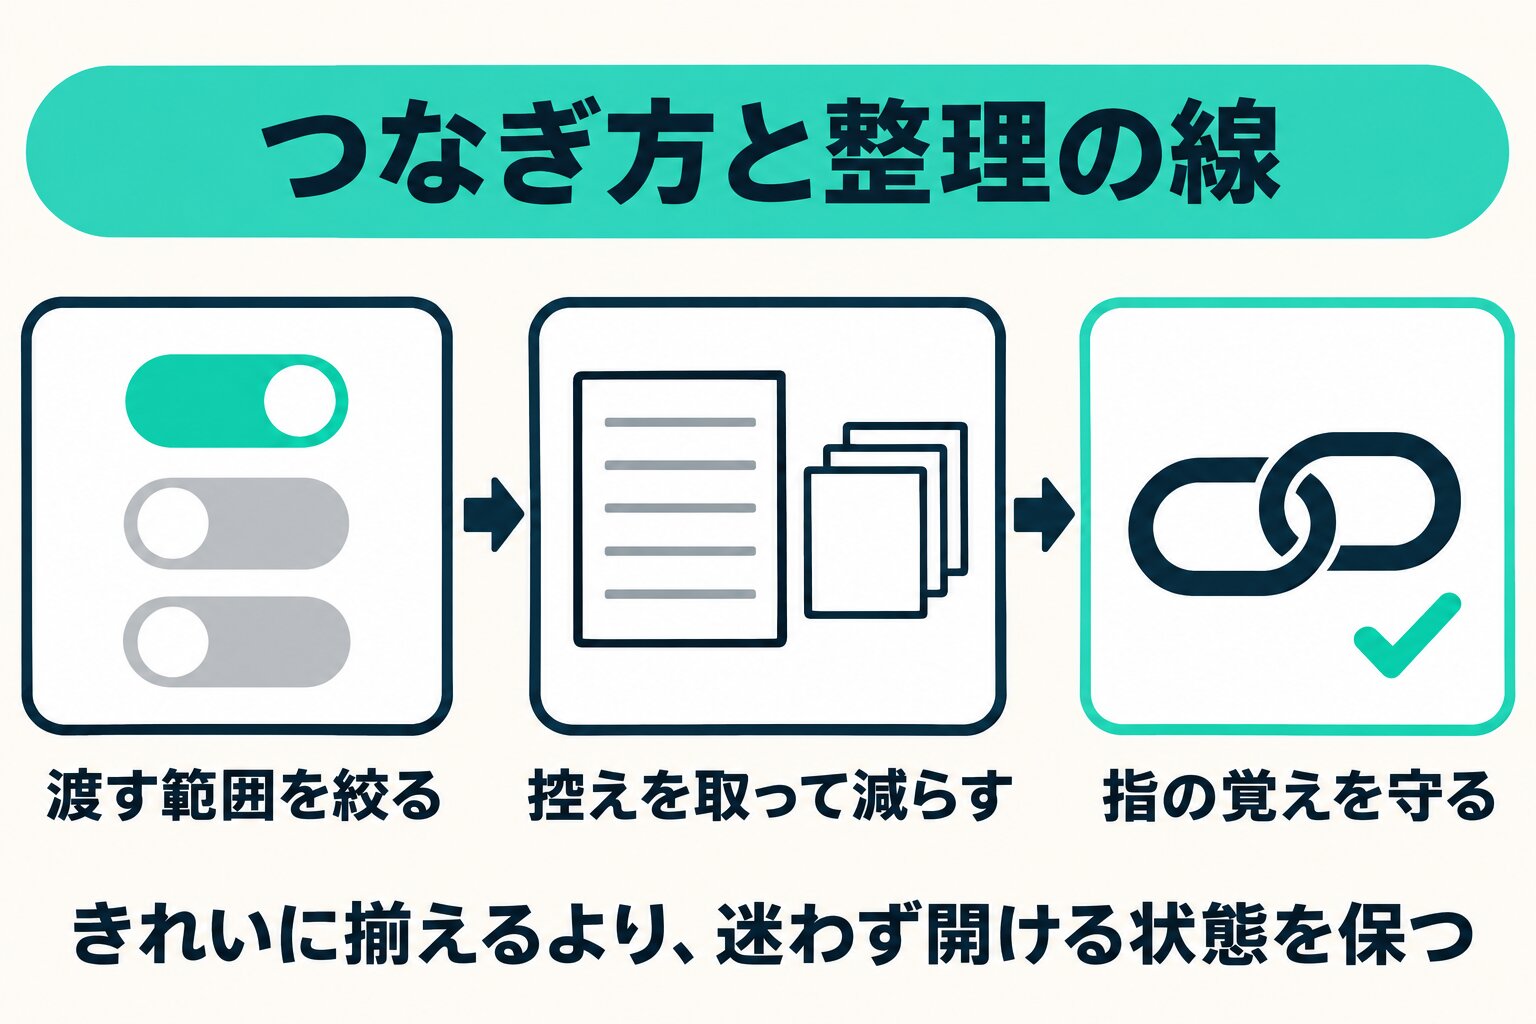 つなぎ方と整理の線
渡す範囲を絞る
控えを取って減らす
指の覚えを守る
きれいに揃えるより、迷わず開ける状態を保つ